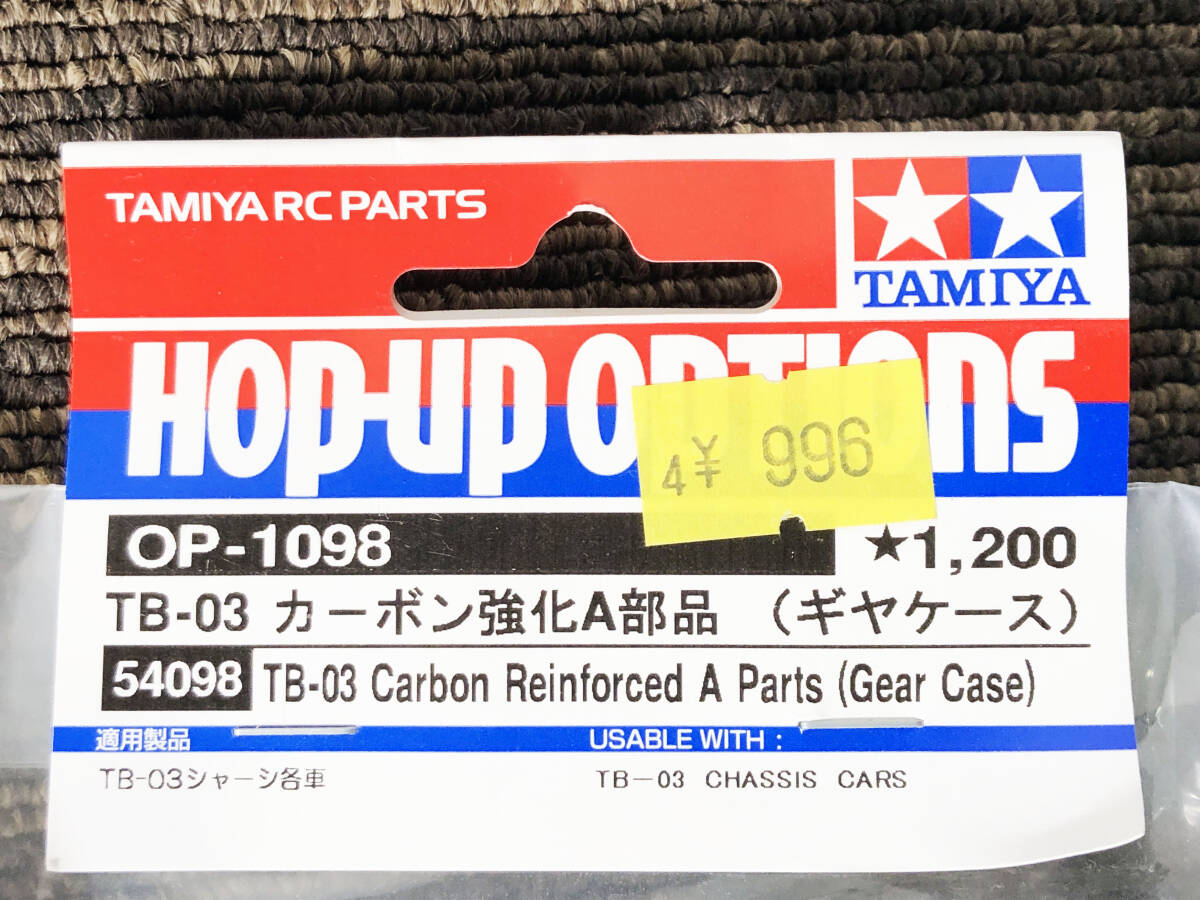 TAMIYA RC PARTS
TAMIYA
HOP-UP OPTIONS
4 ¥ 996
OP-1098
★1,200
TB-03 カーボン強化A部品 (ギヤケース)
54098 TB-03 Carbon Reinforced A Parts (Gear Case)
適用製品
USABLE WITH :
TB-03シャーシ各車
TB-03 CHASSIS CARS